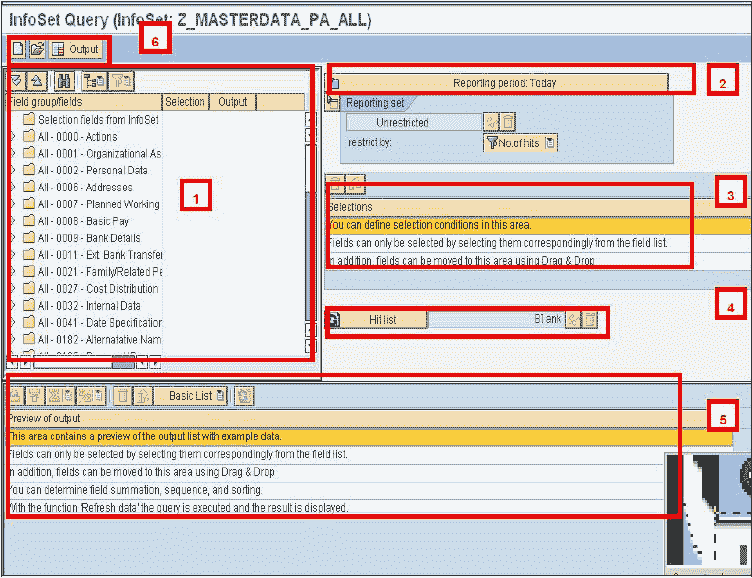 InfoSet Query (InfoSet: Z_MASTERDATA_PA_ALL)
6
Output
Field group/fields Selection Output
Selection fields from InfoSet
All - 0000 - Actions
All - 0001 - Organizational As
All - 0002 - Personal Data
All - 0006 - Addresses
All - 0007 - Planned Working
All - 0008 - Basic Pay
All - 0009 - Bank Details
All - 0011 - Ext. Bank Transfer
All - 0021 - Family/Related Pe
All - 0027 - Cost Distribution
All - 0032 - Internal Data
All - 0041 - Date Specification
All - 0182 - Alternatative Nam
1
Reporting period: Today
2
Reporting set
Unrestricted
restrict by:
No.of hits
3
Selections
You can define selection conditions in this area.
Fields can only be selected by selecting them correspondingly from the field list.
In addition, fields can be moved to this area using Drag & Drop
4
Hit list Blank
Basic List
5
Preview of output
This area contains a preview of the output list with example data.
Fields can only be selected by selecting them correspondingly from the field list.
In addition, fields can be moved to this area using Drag & Drop
You can determine field summation, sequence, and sorting.
With the function 'Refresh data' the query is executed and the result is displayed.